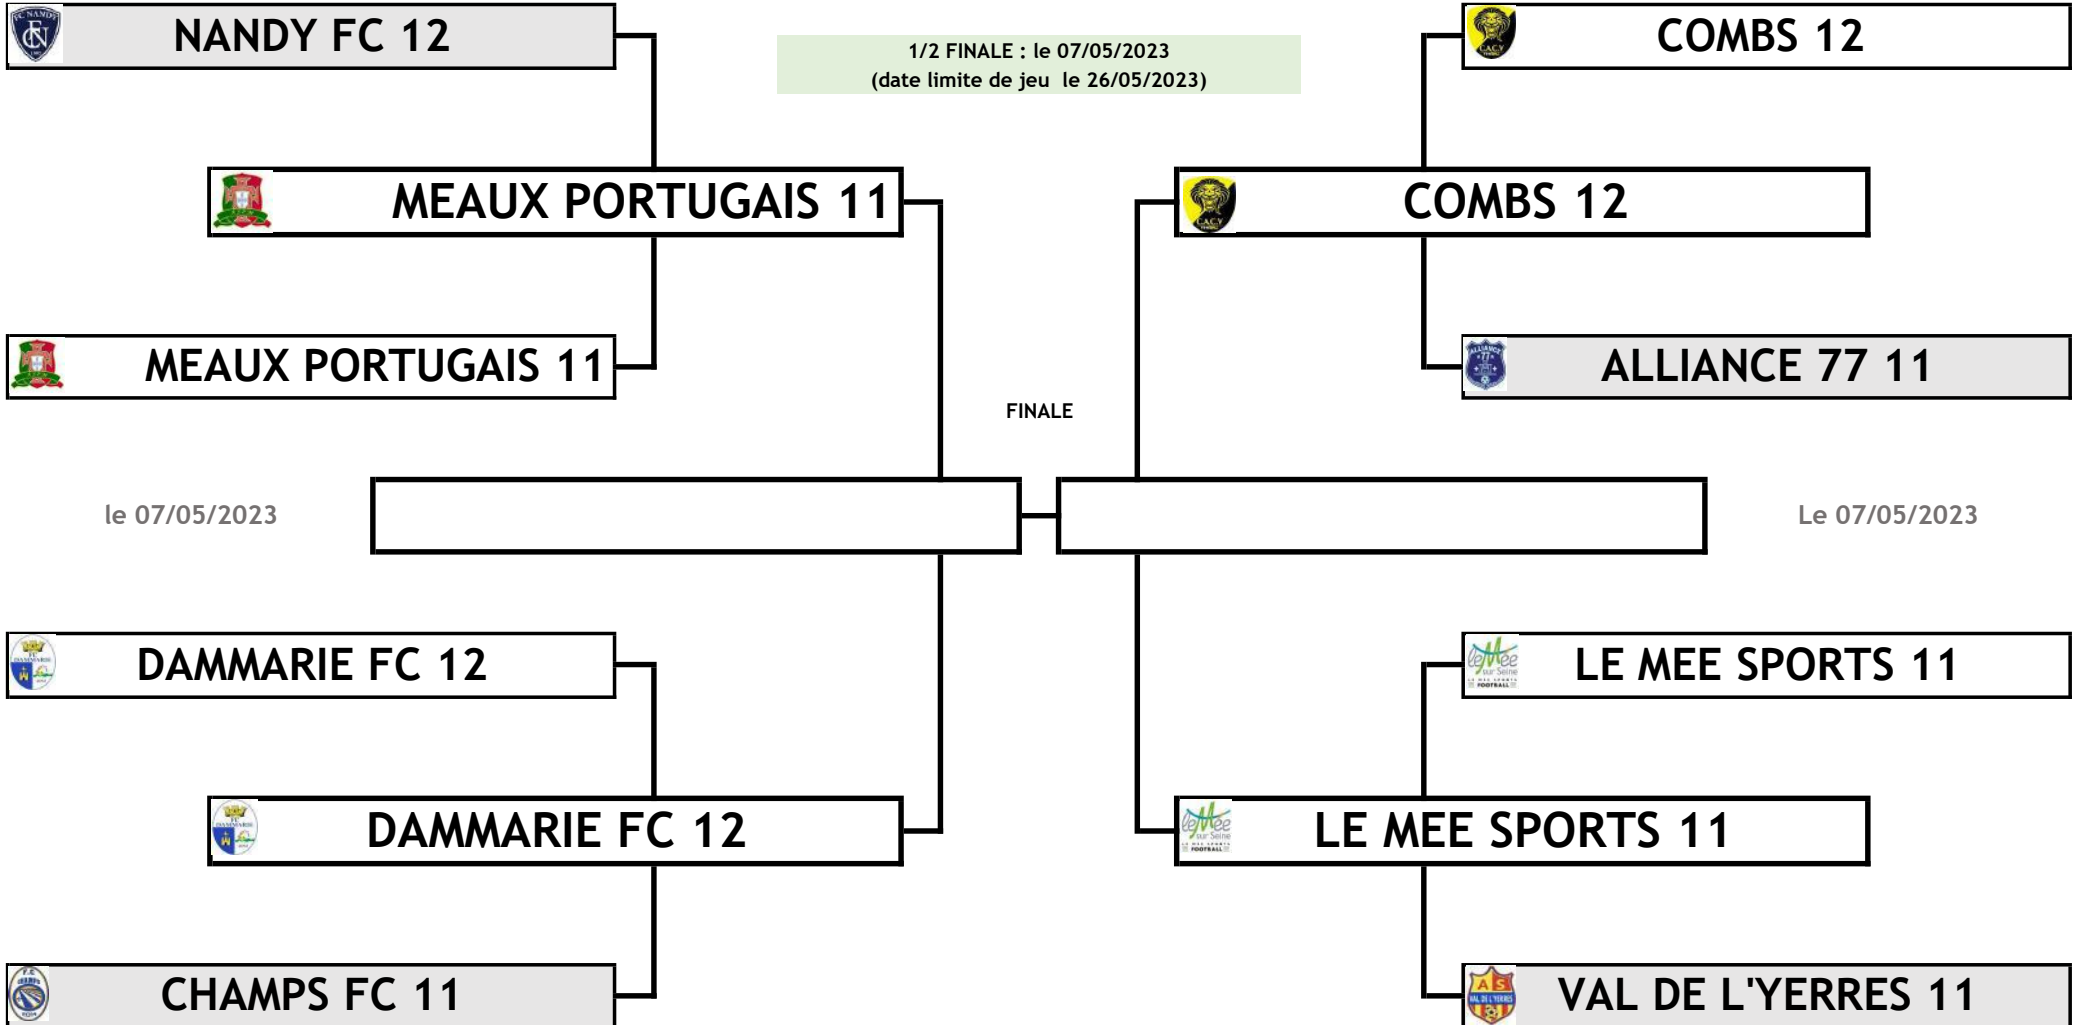 NANDY FC 12
1/2 FINALE : le 07/05/2023
(date limite de jeu le 26/05/2023)
COMBS 12
MEAUX PORTUGAIS 11
COMBS 12
MEAUX PORTUGAIS 11
ALLIANCE 77 11
FINALE
le 07/05/2023
Le 07/05/2023
DAMMARIE FC 12
LE MEE SPORTS 11
DAMMARIE FC 12
LE MEE SPORTS 11
CHAMPS FC 11
VAL DE L'YERRES 11